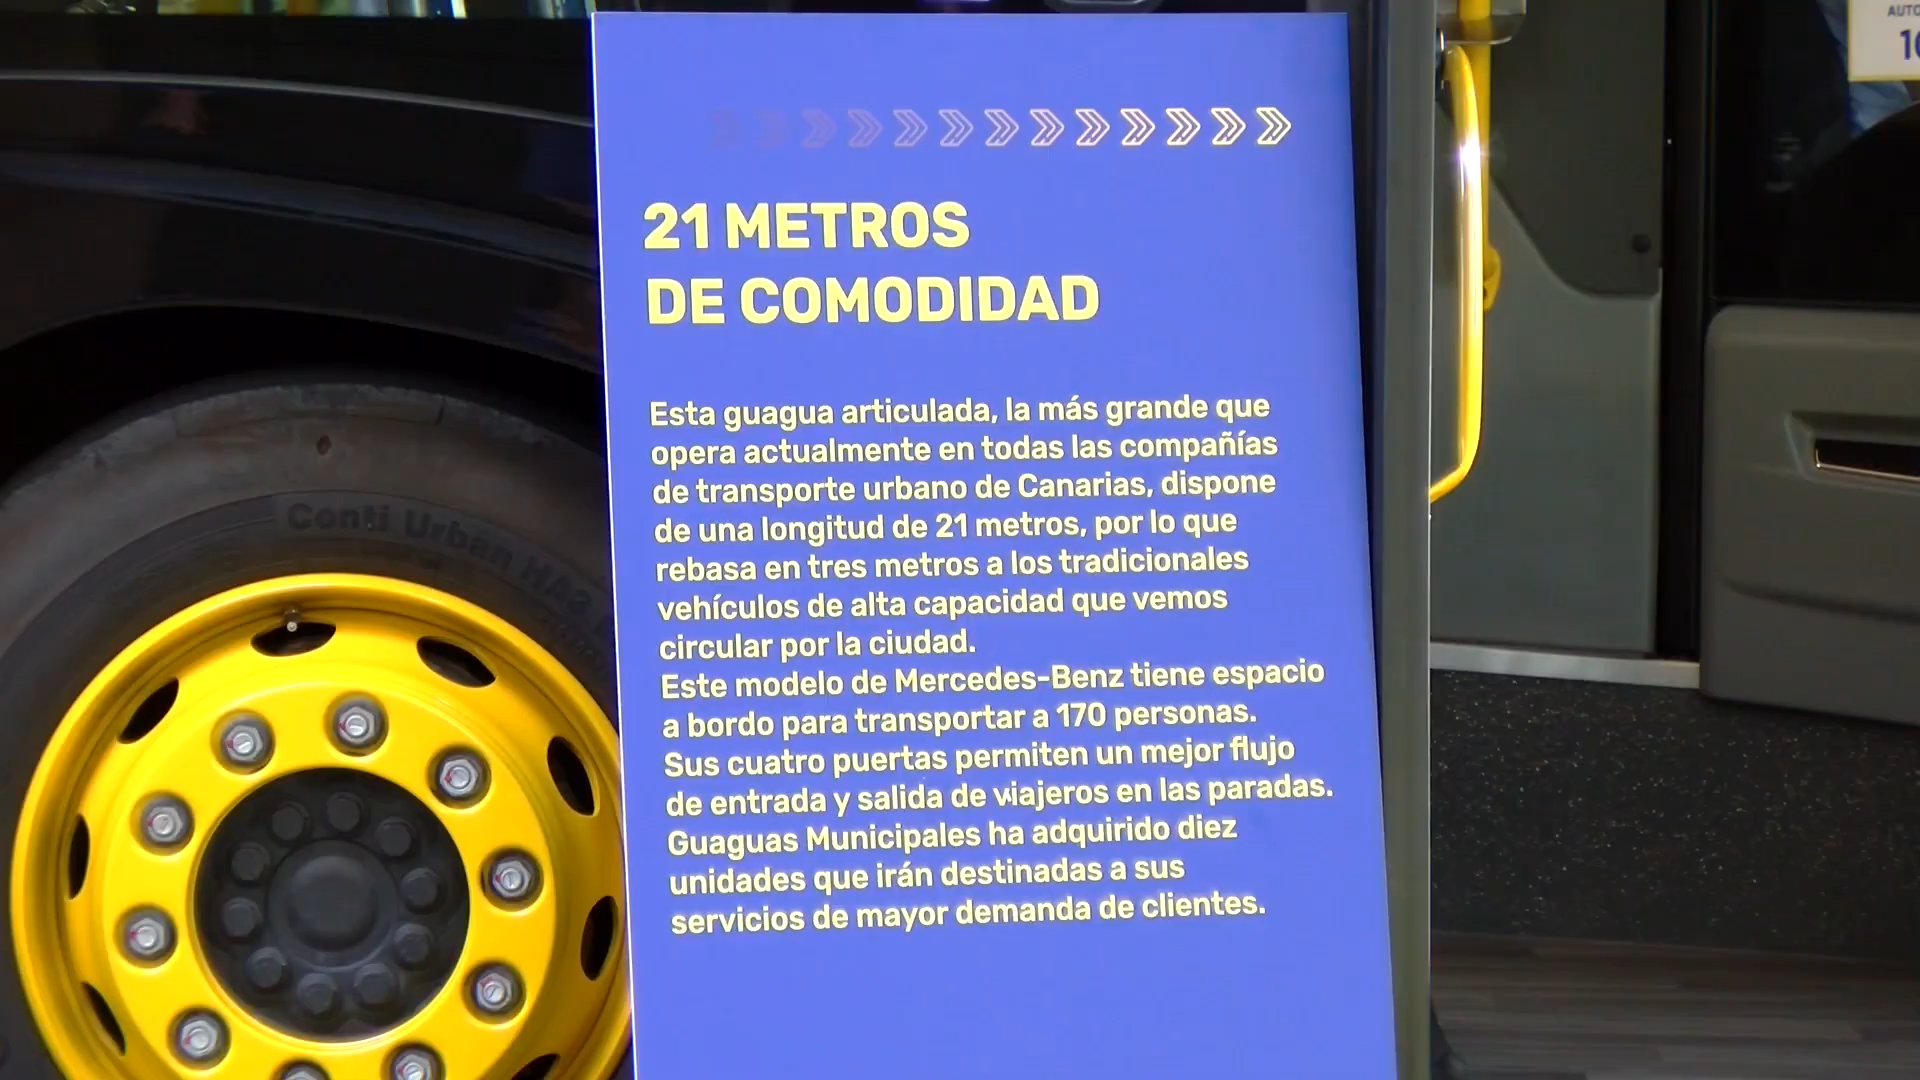 21 METROS
DE COMODIDAD
Esta guagua articulada, la más grande que
opera actualmente en todas las compañías
de transporte urbano de Canarias, dispone
de una longitud de 21 metros, por lo que
rebasa en tres metros a los tradicionales
vehículos de alta capacidad que vemos
circular por la ciudad.
Este modelo de Mercedes-Benz tiene espacio
a bordo para transportar a 170 personas.
Sus cuatro puertas permiten un mejor flujo
de entrada y salida de viajeros en las paradas.
Guaguas Municipales ha adquirido diez
unidades que irán destinadas a sus
servicios de mayor demanda de clientes.
Conti Urban HA3